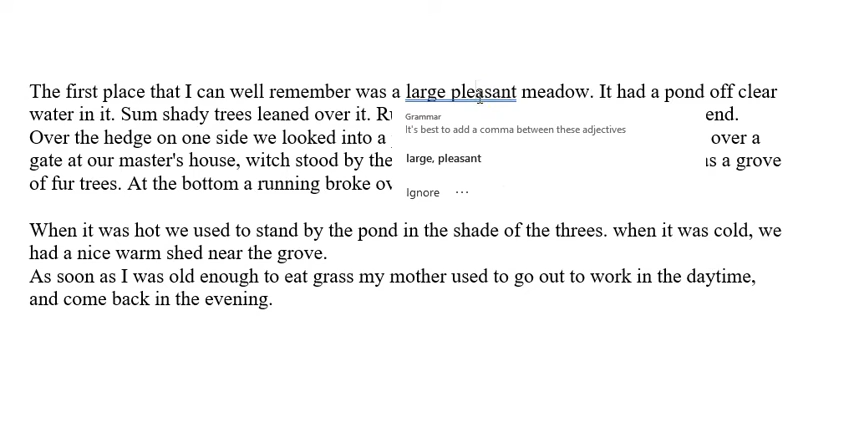 The first place that I can well remember was a large pleasant meadow. It had a pond off clear
water in it. Sum shady trees leaned over it. end.
Grammar
It's best to add a comma between these adjectives
Over the hedge on one side we looked into a over a
large, pleasant
gate at our master's house, witch stood by the a grove
Ignore ...
of fur trees. At the bottom a running broke
When it was hot we used to stand by the pond in the shade of the threes. when it was cold, we
had a nice warm shed near the grove.
As soon as I was old enough to eat grass my mother used to go out to work in the daytime,
and come back in the evening.